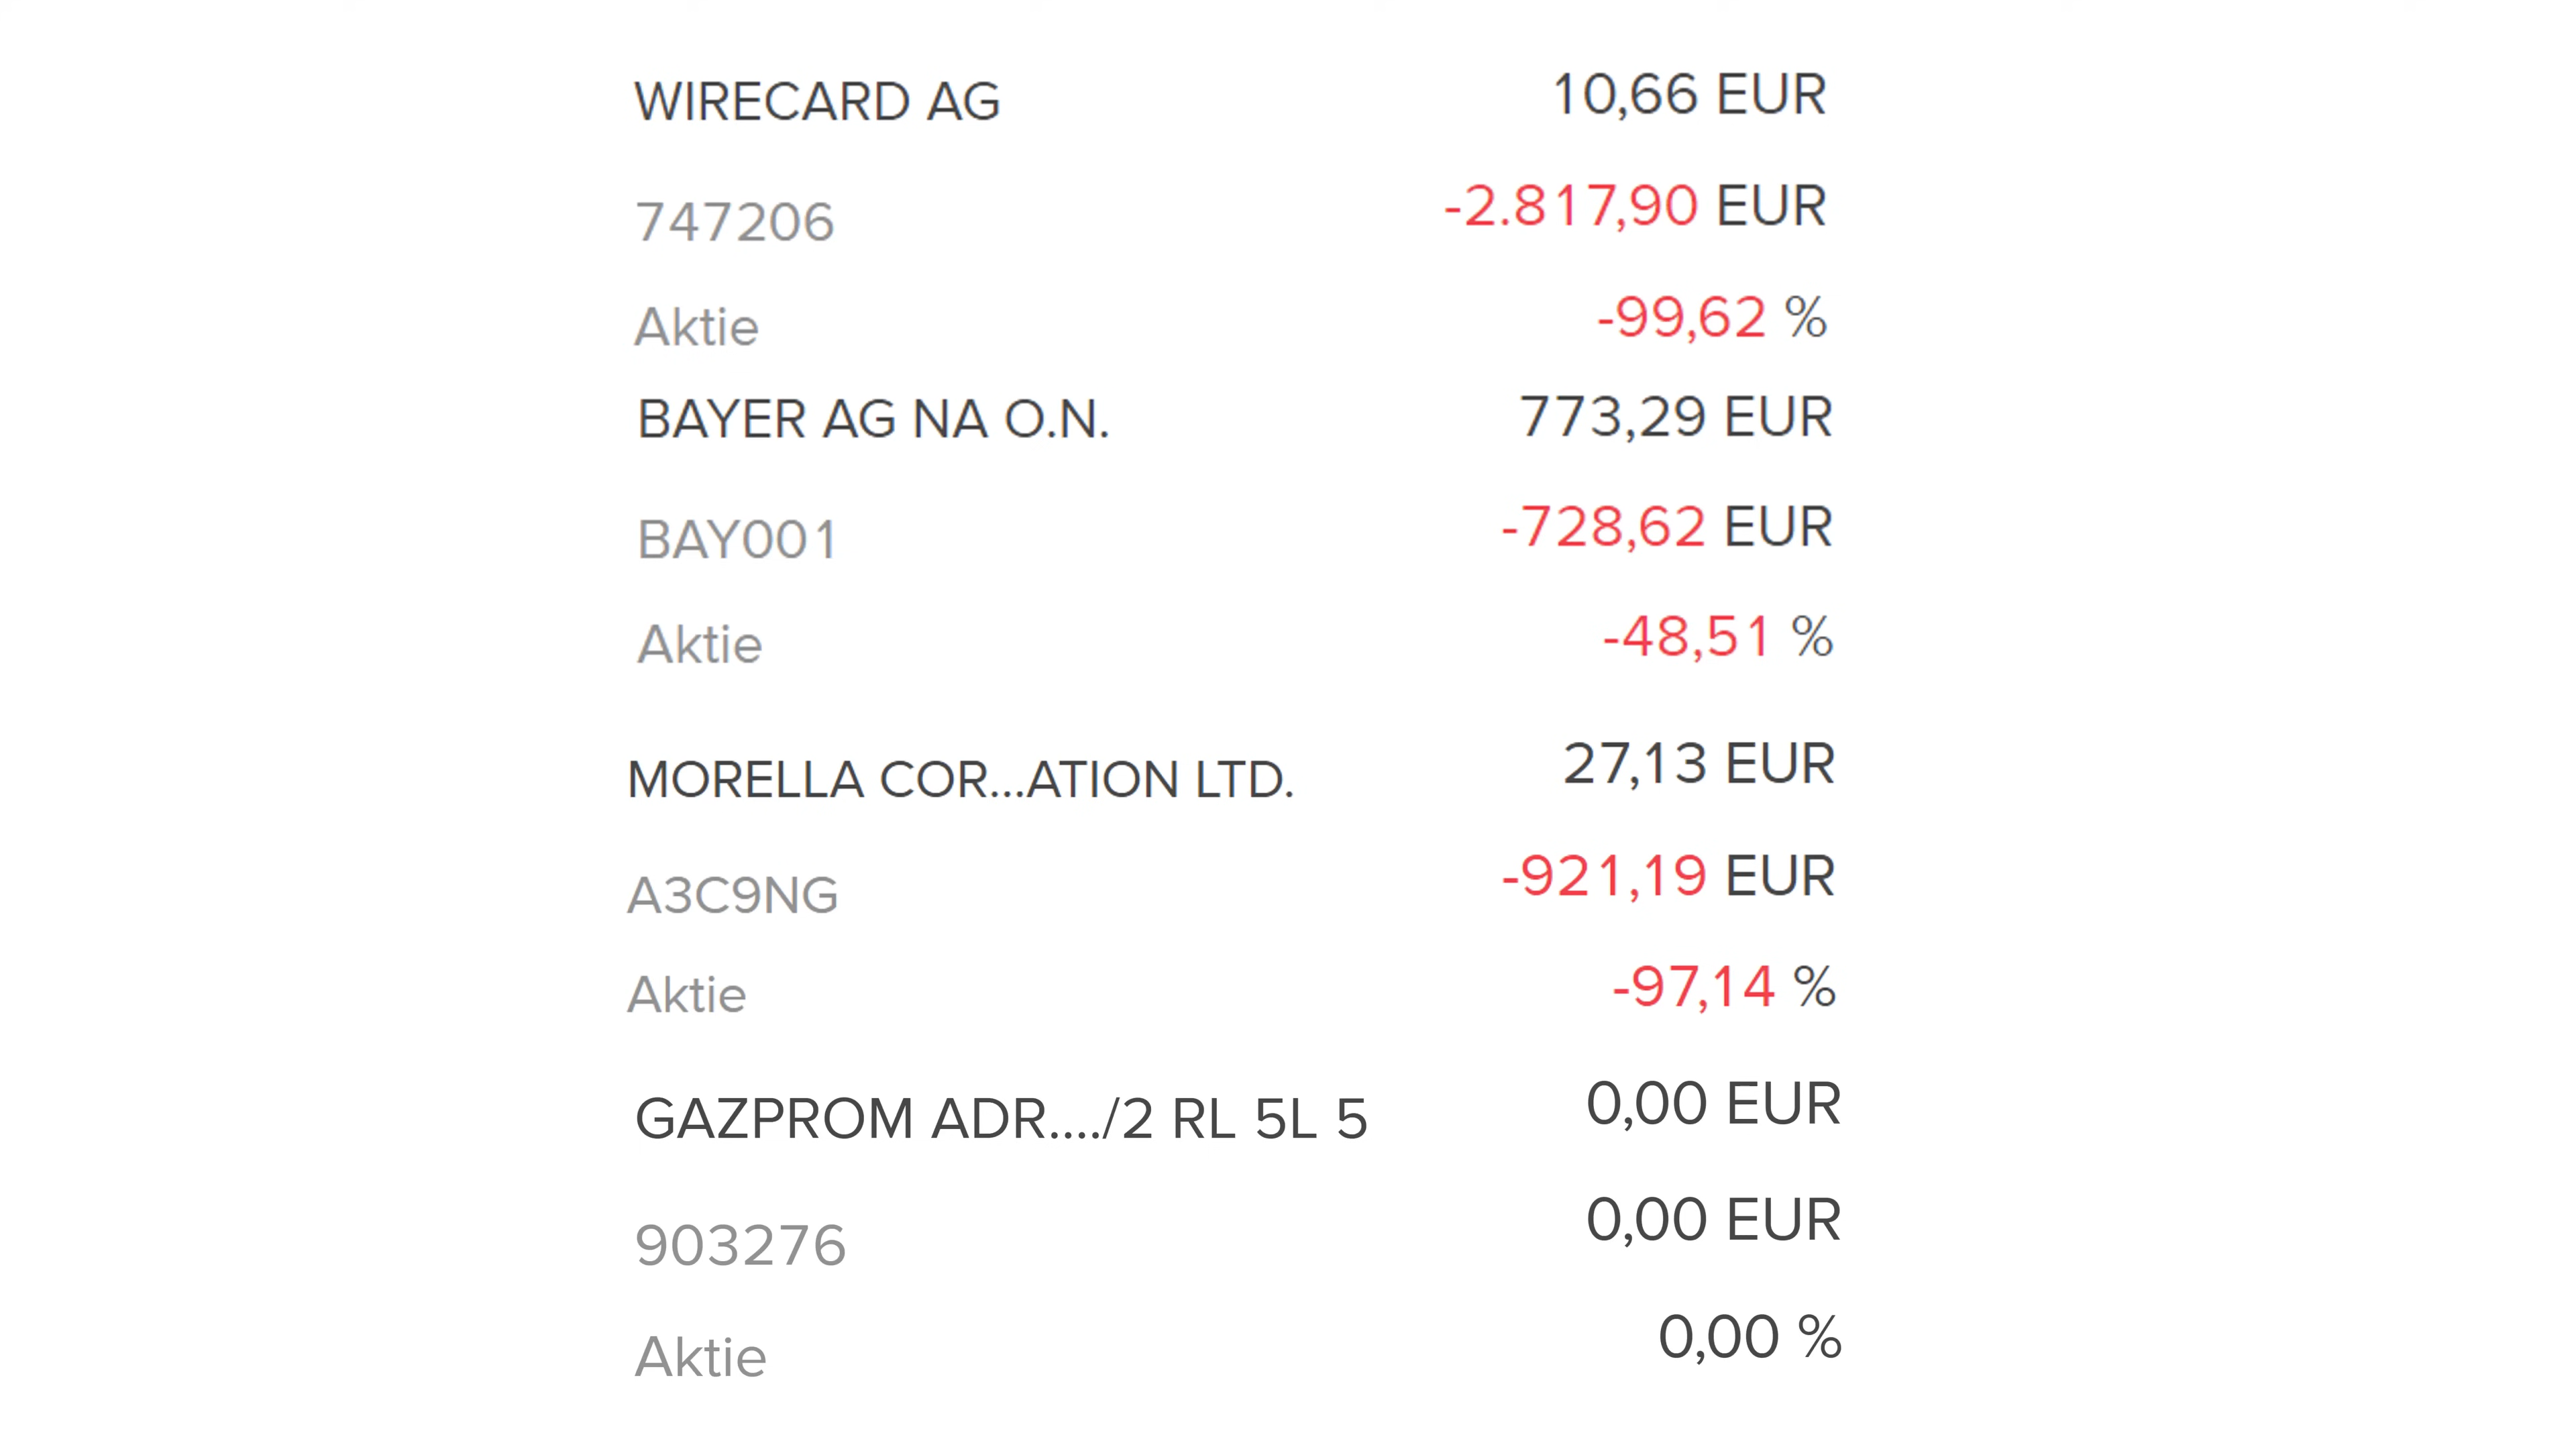 WIRECARD AG 10,66 EUR
747206 -2.817,90 EUR
Aktie -99,62 %
BAYER AG NA O.N. 773,29 EUR
BAY001 -728,62 EUR
Aktie -48,51 %
MORELLA COR...ATION LTD. 27,13 EUR
A3C9NG -921,19 EUR
Aktie -97,14 %
GAZPROM ADR..../2 RL 5L 5 0,00 EUR
903276 0,00 EUR
Aktie 0,00 %